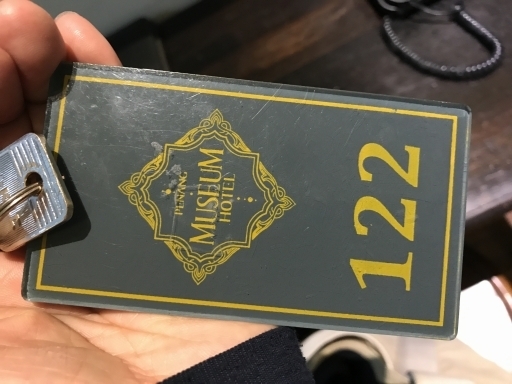 PENANG
MUSEUM
HOTEL
122